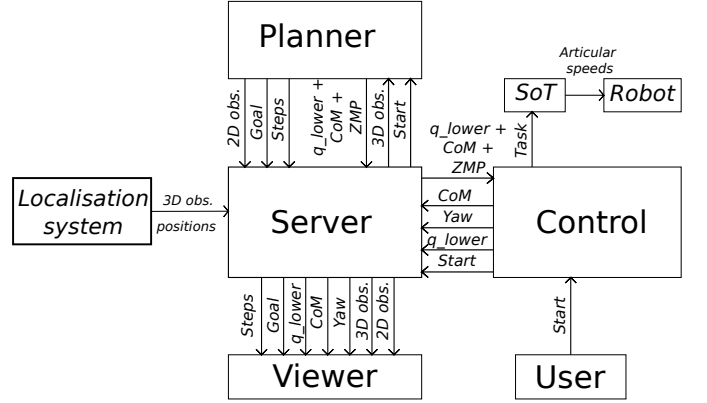 Planner
2D obs.
Goal
Steps
q_lower +
CoM +
ZMP
3D obs.
Start
Articular
speeds
SoT
Robot
q_lower +
CoM +
ZMP
Task
Localisation
system
3D obs.
positions
Server
CoM
Yaw
q_lower
Start
Control
Steps
Goal
q_lower
CoM
Yaw
3D obs.
2D obs.
Start
Viewer
User